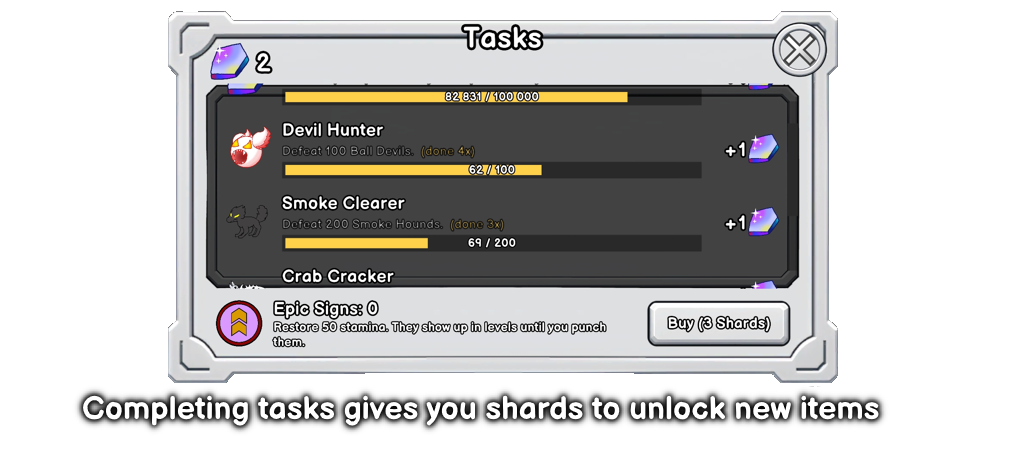 Tasks
2
82 831 / 100 000
Devil Hunter
Defeat 100 Ball Devils. (done 4x)
62 / 100
+1
Smoke Clearer
Defeat 200 Smoke Hounds. (done 3x)
69 / 200
+1
Crab Cracker
Epic Signs: 0
Restore 50 stamina. They show up in levels until you punch
them.
Buy (3 Shards)
Completing tasks gives you shards to unlock new items